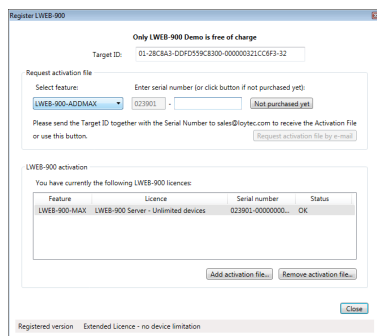 Register LWEB-900
Only LWEB-900 Demo is free of charge
Target ID: 01-28C8A3-DDFD559C8300-000000321CC6F3-32
Request activation file
Select feature: Enter serial number (or click button if not purchased yet):
LWEB-900-ADDMAX 023901 - Not purchased yet
Please send the Target ID together with the Serial Number to sales@loytec.com to receive the Activation File
or use this button. Request activation file by e-mail
LWEB-900 activation
You have currently the following LWEB-900 licences:
Feature Licence Serial number Status
LWEB-900-MAX LWEB-900 Server - Unlimited devices 023901-00000000... OK
Add activation file... Remove activation file...
Close
Registered version Extended Licence - no device limitation